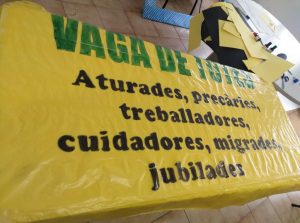 VAGA DE TOTES
Aturades, precàries,
treballadores,
cuidadores, migrades,
jubilades